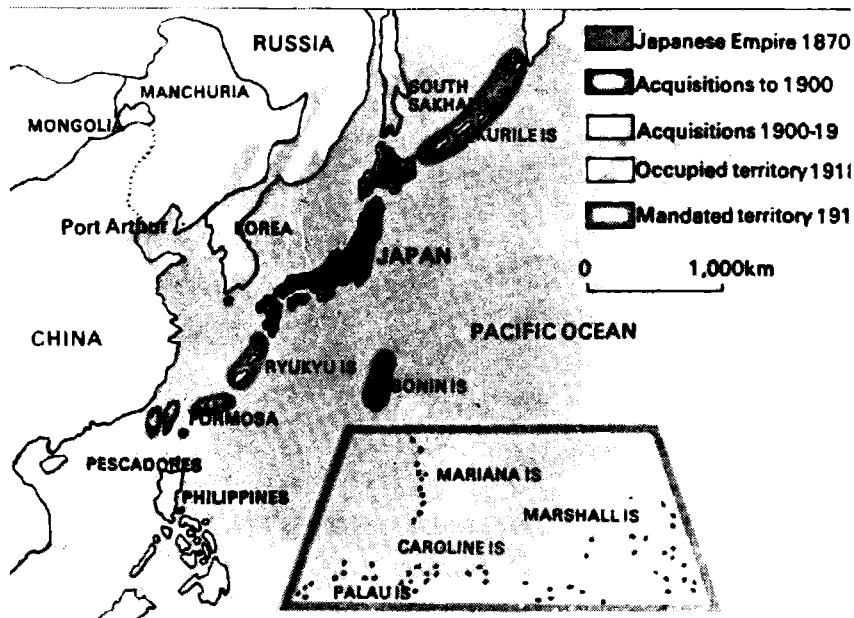 RUSSIA
MANCHURIA
MONGOLIA
SOUTH
SAKHA
KURILE IS
Port Arthur
KOREA
JAPAN
CHINA
PACIFIC OCEAN
RYUKYU IS
BONIN IS
FORMOSA
PESCADORES
PHILIPPINES
MARIANA IS
MARSHALL IS
CAROLINE IS
PALAU IS
Japanese Empire 1870
Acquisitions to 1900
Acquisitions 1900-19
Occupied territory 1918
Mandated territory 191
0 1,000km